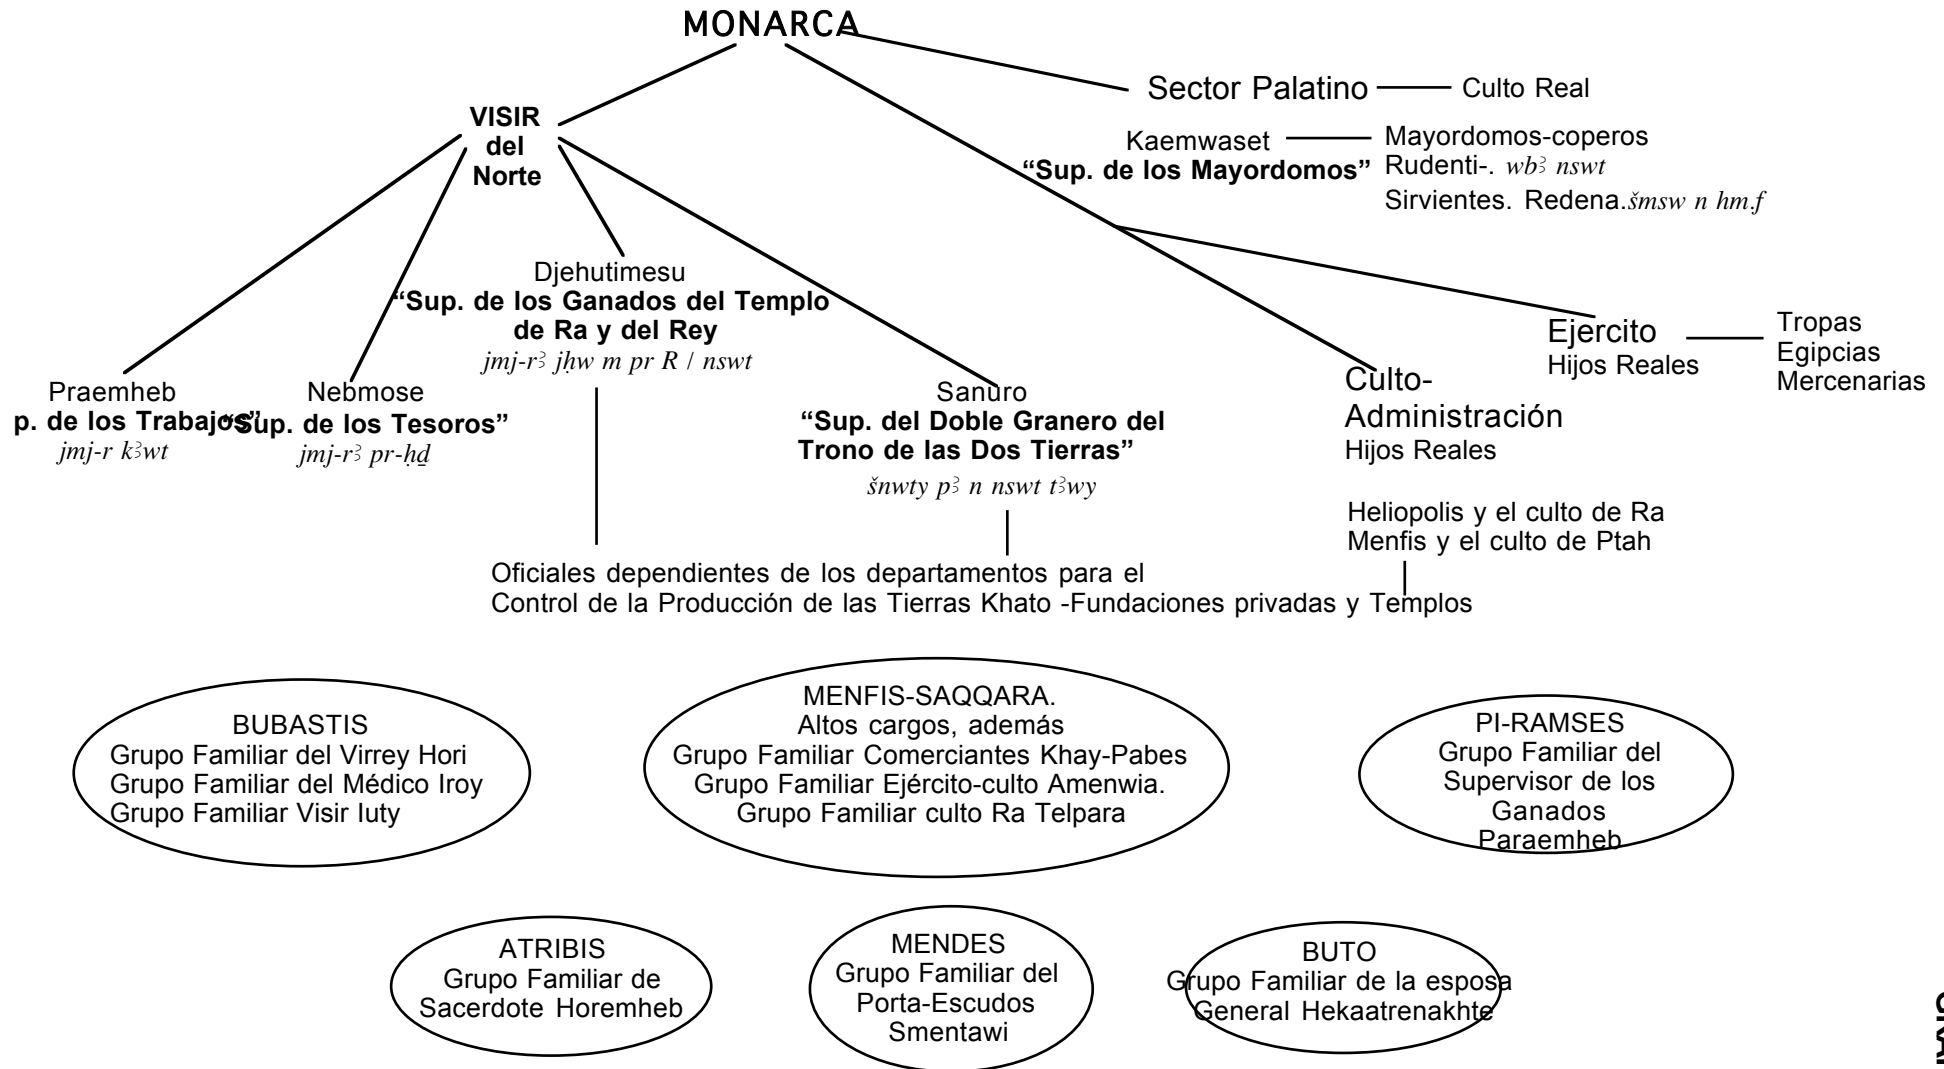 MONARCA
Sector Palatino
Culto Real
VISIR
del
Norte
Kaemwaset
“Sup. de los Mayordomos”
Mayordomos-coperos
Rudenti-. wbꜣ nswt
Sirvientes. Redena.šmsw n hm.f
Djehutimesu
“Sup. de los Ganados del Templo
de Ra y del Rey
jmj-rꜣ jḥw m pr R / nswt
Ejercito
Hijos Reales
Tropas
Egipcias
Mercenarias
Praemheb
p. de los Trabajos”
jmj-r kꜣwt
Nebmose
“Sup. de los Tesoros”
jmj-rꜣ pr-ḥḏ
Sanuro
“Sup. del Doble Granero del
Trono de las Dos Tierras”
šnwty pꜣ n nswt tꜣwy
Culto-
Administración
Hijos Reales
Heliopolis y el culto de Ra
Menfis y el culto de Ptah
Oficiales dependientes de los departamentos para el
Control de la Producción de las Tierras Khato -Fundaciones privadas y Templos
BUBASTIS
Grupo Familiar del Virrey Hori
Grupo Familiar del Médico Iroy
Grupo Familiar Visir Iuty
MENFIS-SAQQARA.
Altos cargos, además
Grupo Familiar Comerciantes Khay-Pabes
Grupo Familiar Ejército-culto Amenwia.
Grupo Familiar culto Ra Telpara
PI-RAMSES
Grupo Familiar del
Supervisor de los
Ganados
Paraemheb
ATRIBIS
Grupo Familiar de
Sacerdote Horemheb
MENDES
Grupo Familiar del
Porta-Escudos
Smentawi
BUTO
Grupo Familiar de la esposa
General Hekaatrenakhte